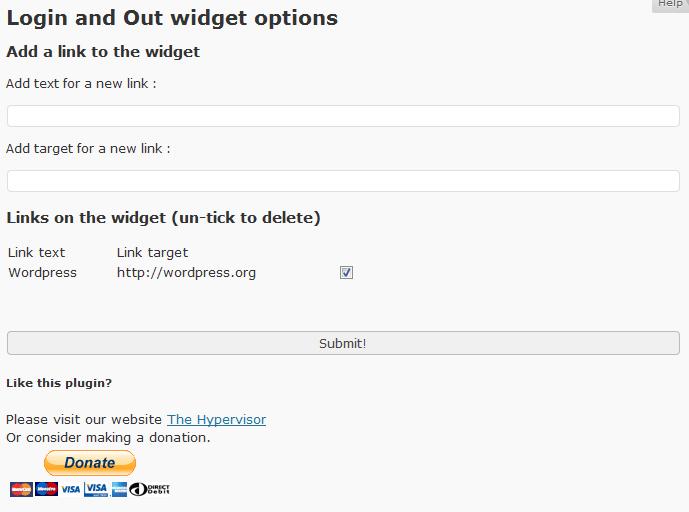 Help
Login and Out widget options
Add a link to the widget
Add text for a new link :
Add target for a new link :
Links on the widget (un-tick to delete)
Link text Link target
Wordpress http://wordpress.org
Submit!
Like this plugin?
Please visit our website The Hypervisor
Or consider making a donation.
Donate
VISA VISA DIRECT Debit